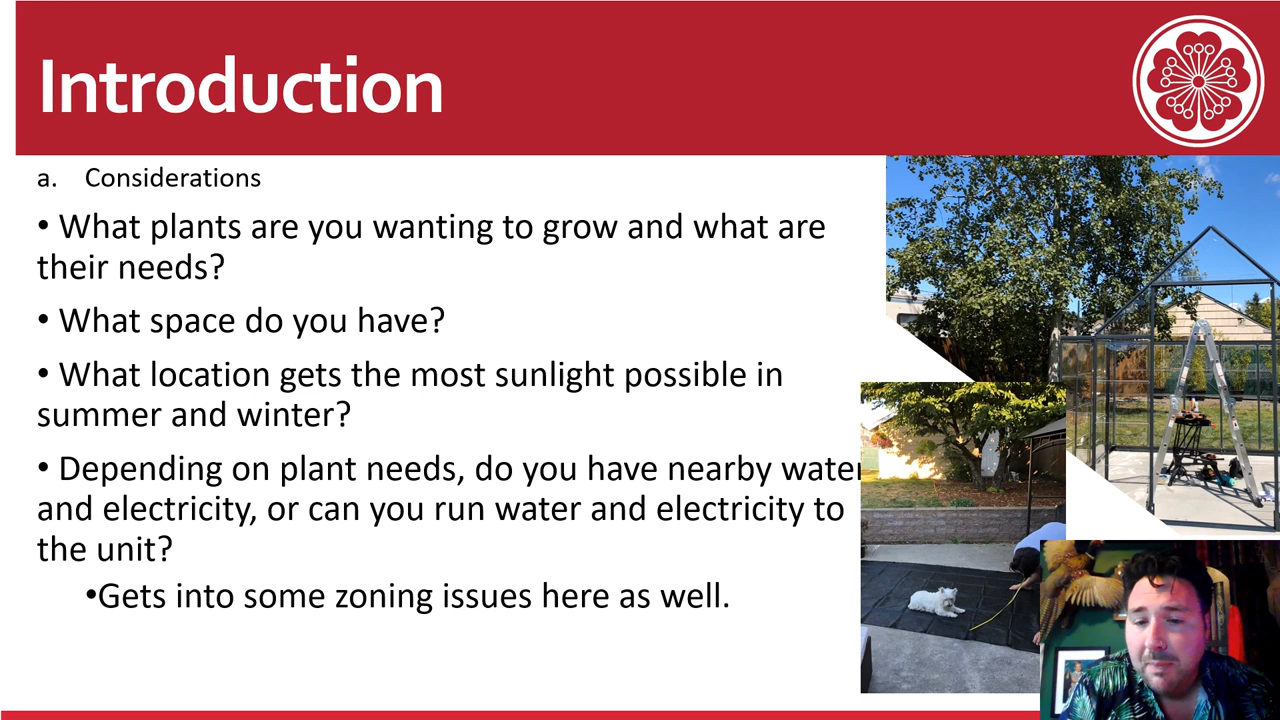 Introduction
a. Considerations
• What plants are you wanting to grow and what are
their needs?
• What space do you have?
• What location gets the most sunlight possible in
summer and winter?
• Depending on plant needs, do you have nearby water
and electricity, or can you run water and electricity to
the unit?
•Gets into some zoning issues here as well.